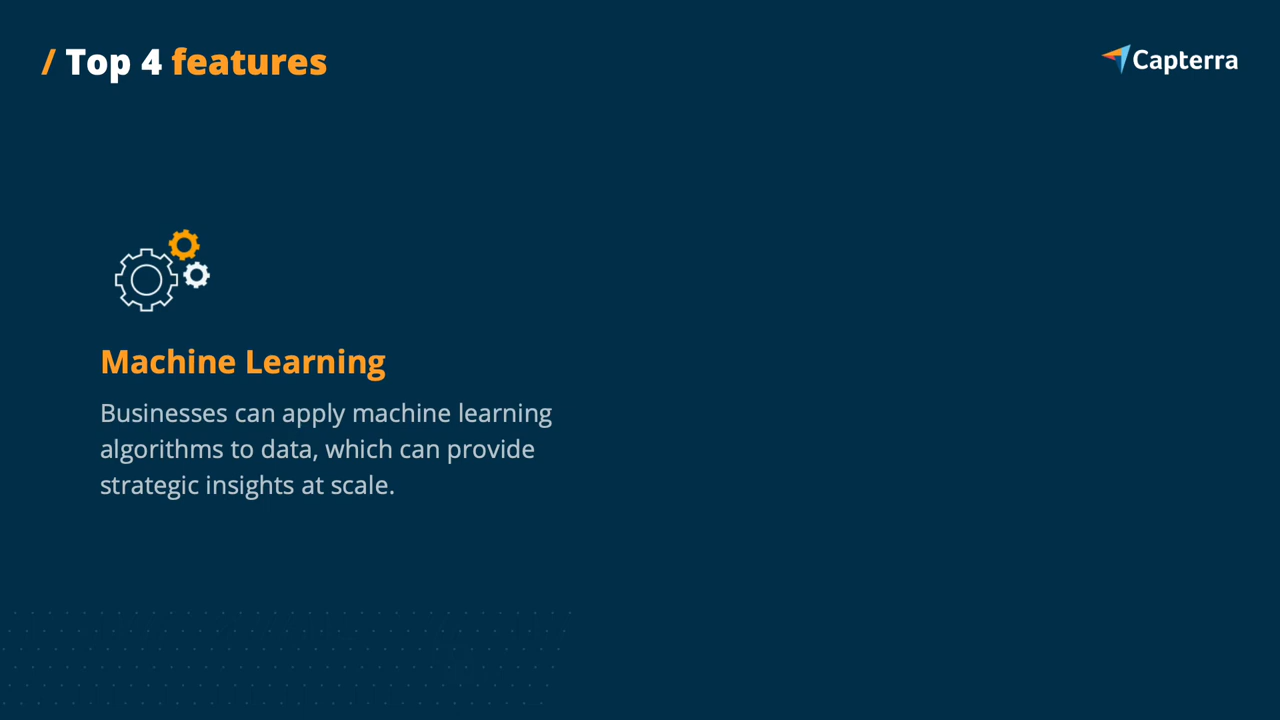 / Top 4 features
Capterra
Machine Learning
Businesses can apply machine learning
algorithms to data, which can provide
strategic insights at scale.